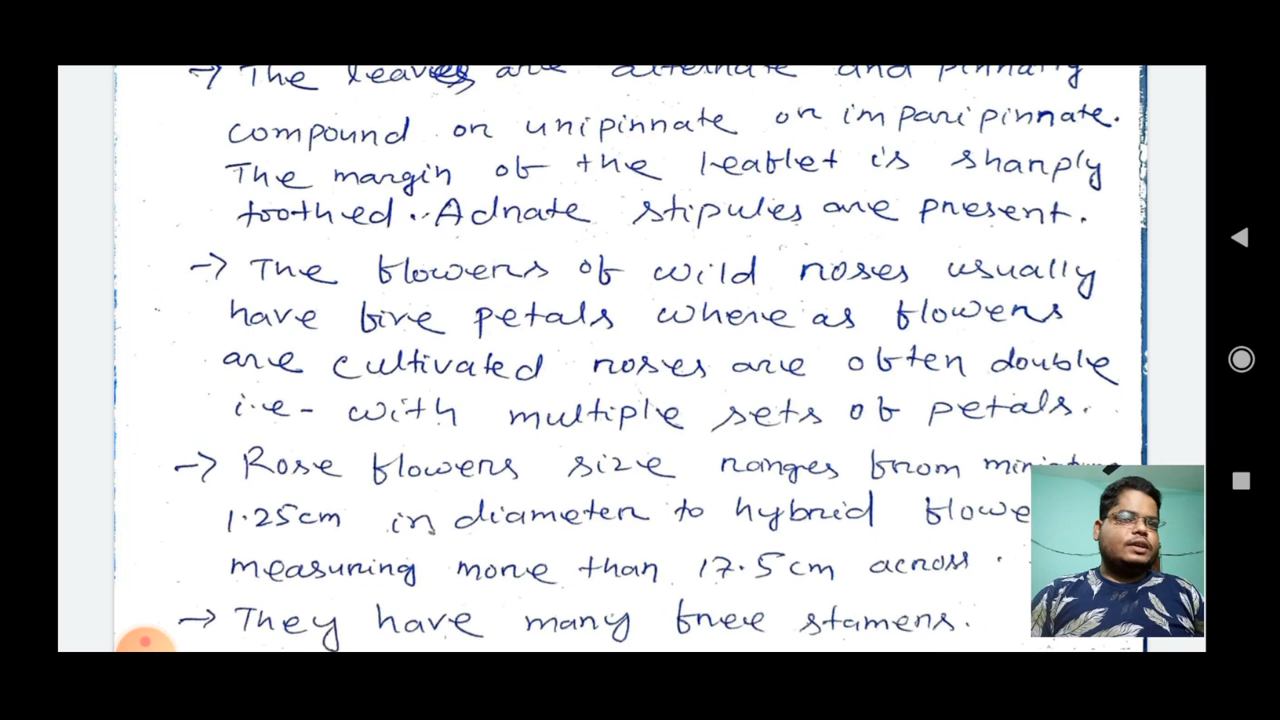 → The leaves are alternate and pinnally
compound or unipinnate or imparipinnate.
The margin of the leaflet is sharply
toothed. Adnate stipules are present.
→ The flowers of wild roses usually
have five petals where as flowers
are cultivated roses are often double
i.e - with multiple sets of petals.
→ Rose flowers size ranges from
1.25cm in diameter to hybrid
measuring more than 17.5cm across.
→ They have many free stamens.